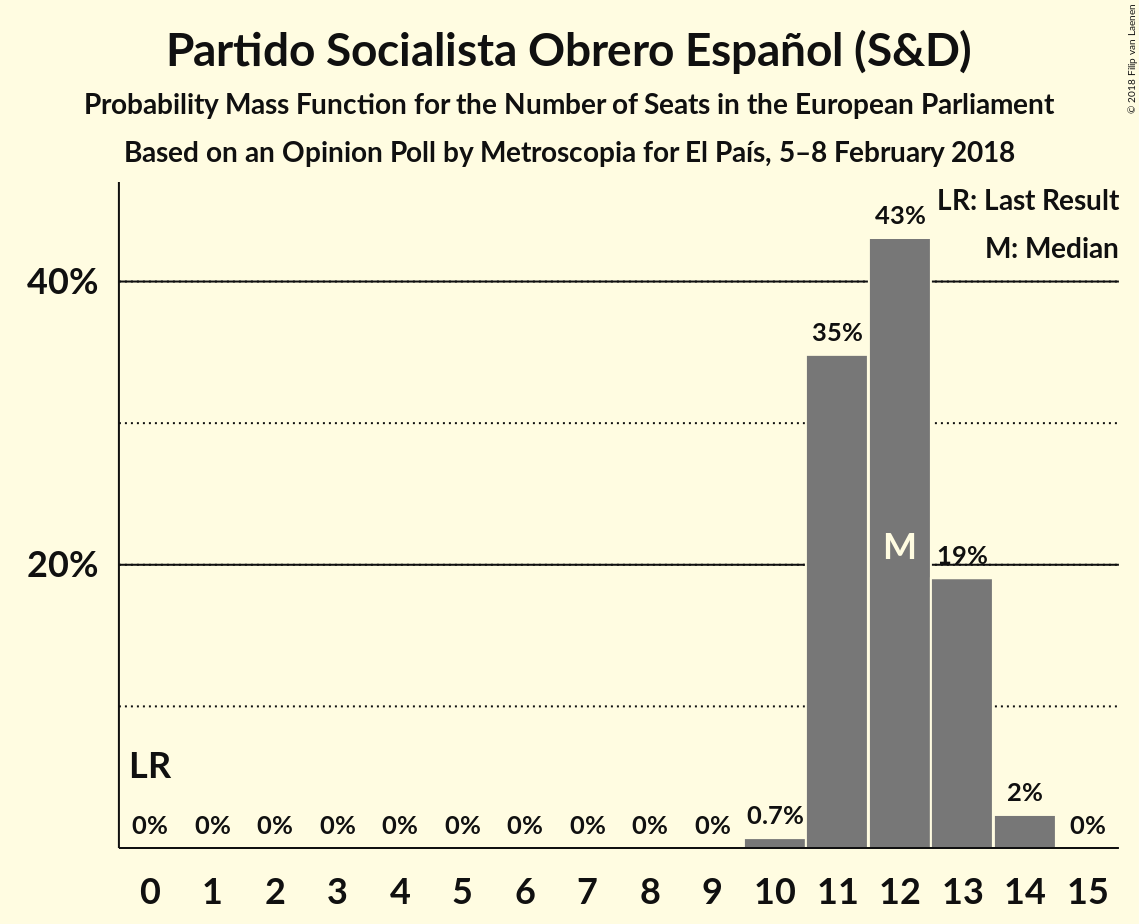 Partido Socialista Obrero Español (S&D)
Probability Mass Function for the Number of Seats in the European Parliament
Based on an Opinion Poll by Metroscopia for El País, 5–8 February 2018
© 2018 Filip van Laenen
LR: Last Result
M: Median
40%
20%
43%
35%
M
19%
LR
0% 0% 0% 0% 0% 0% 0% 0% 0% 0% 0.7% 2% 0%
0 1 2 3 4 5 6 7 8 9 10 11 12 13 14 15